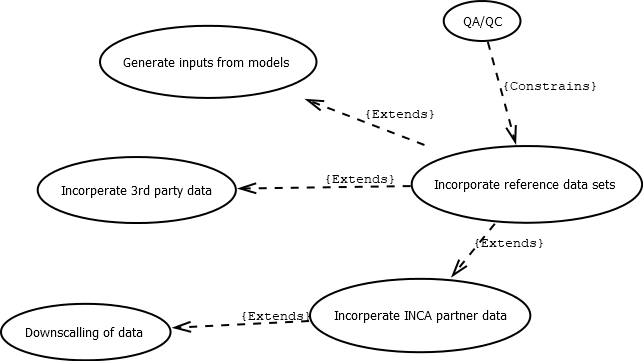 QA/QC
Generate inputs from models
{Constrains}
{Extends}
Incorperate 3rd party data
{Extends}
Incorporate reference data sets
{Extends}
Incorperate INCA partner data
{Extends}
Downscalling of data